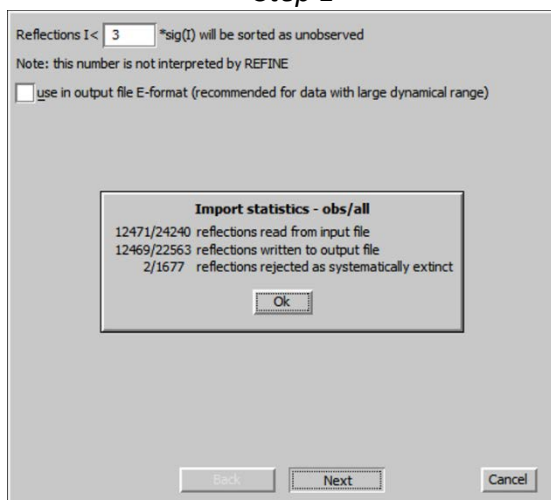 Reflections I< 3 *sig(I) will be sorted as unobserved
Note: this number is not interpreted by REFINE
use in output file E-format (recommended for data with large dynamical range)
Import statistics - obs/all
12471/24240 reflections read from input file
12469/22563 reflections written to output file
2/1677 reflections rejected as systematically extinct
Ok
Back Next Cancel